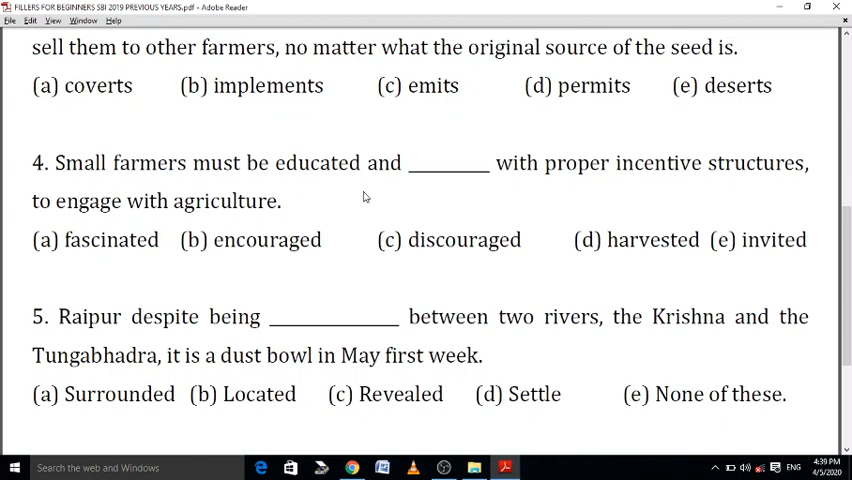 FILLERS FOR BEGINNERS SBI 2019 PREVIOUS YEARS.pdf - Adobe Reader
File Edit View Window Help
sell them to other farmers, no matter what the original source of the seed is.
(a) coverts (b) implements (c) emits (d) permits (e) deserts
4. Small farmers must be educated and _________ with proper incentive structures,
to engage with agriculture.
(a) fascinated (b) encouraged (c) discouraged (d) harvested (e) invited
5. Raipur despite being ______________ between two rivers, the Krishna and the
Tungabhadra, it is a dust bowl in May first week.
(a) Surrounded (b) Located (c) Revealed (d) Settle (e) None of these.
Search the web and Windows
ENG
4:39 PM
4/5/2020